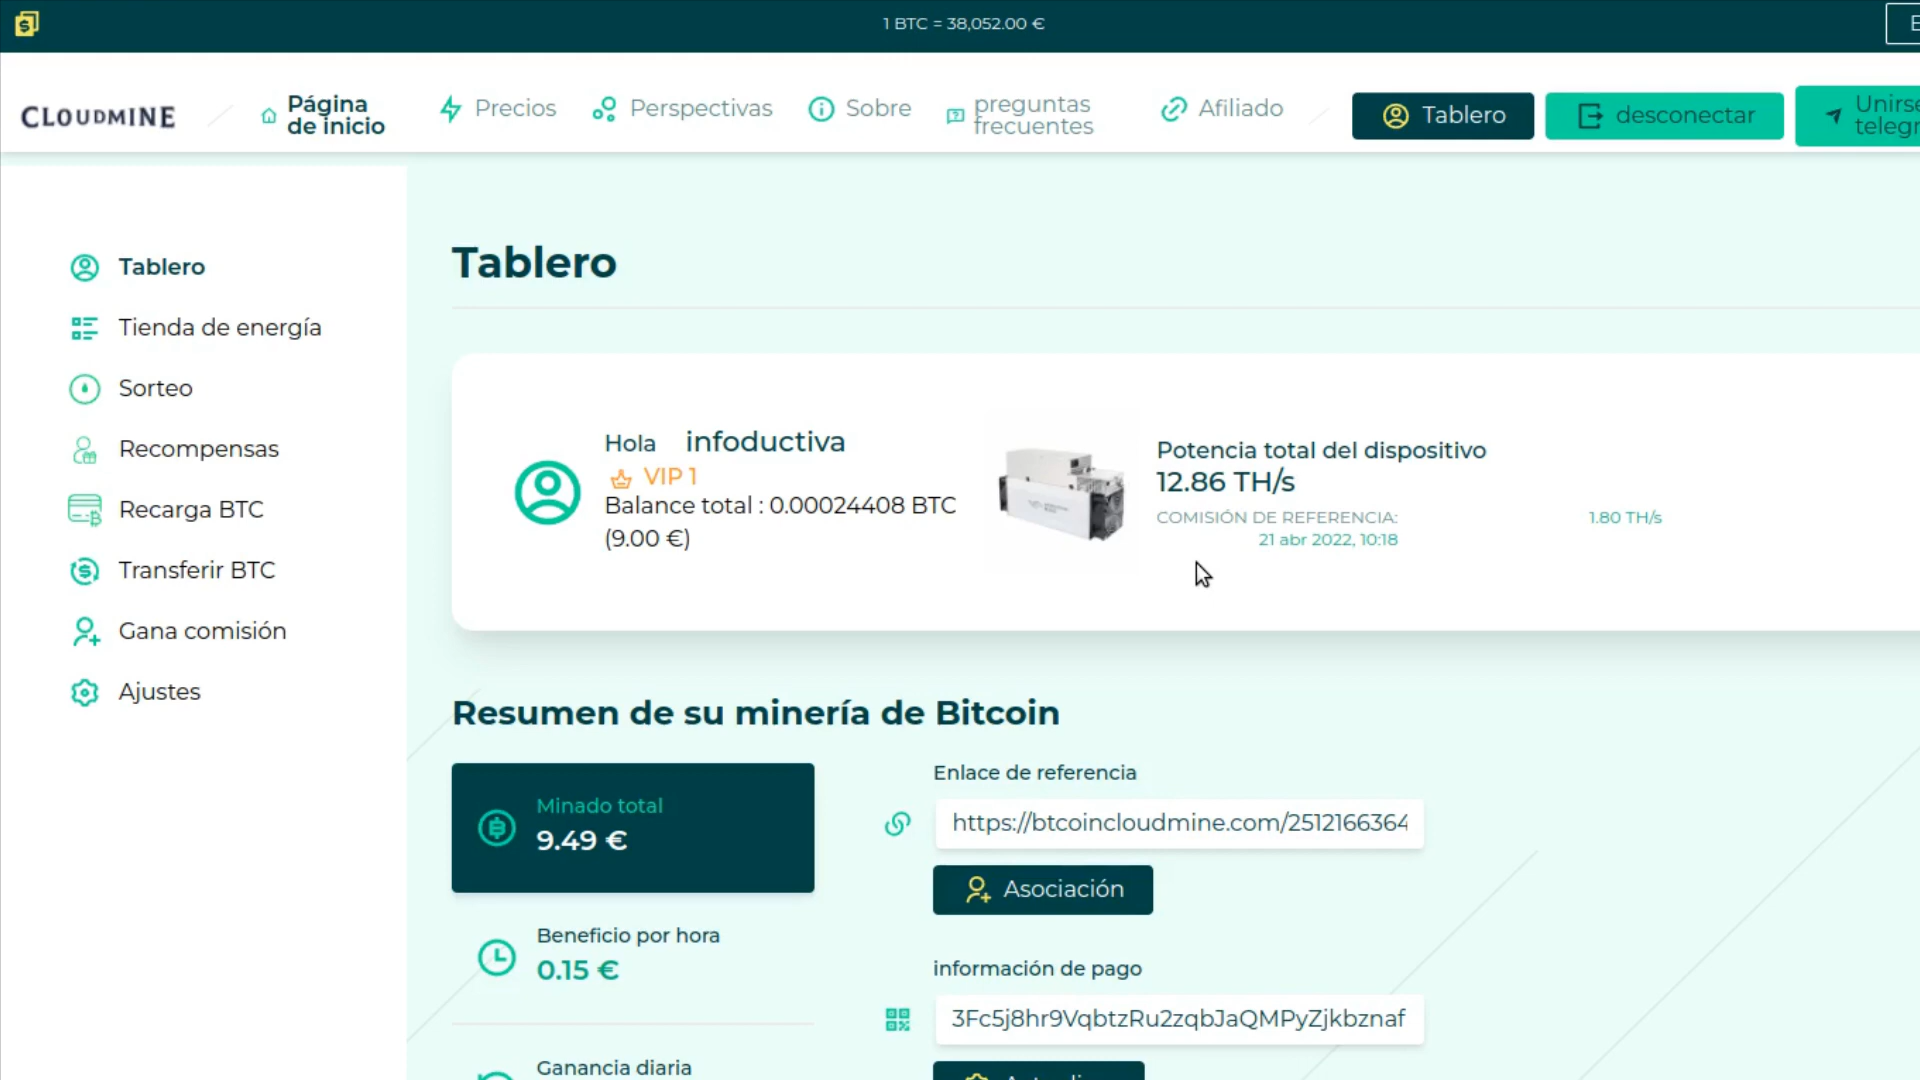 1 BTC = 38,052.00 €
CLOUDMINE
Página
de inicio
Precios
Perspectivas
Sobre
preguntas
frecuentes
Afiliado
Tablero
desconectar
Tablero
Tienda de energía
Sorteo
Recompensas
Recarga BTC
Transferir BTC
Gana comisión
Ajustes
Tablero
Hola infoductiva
VIP 1
Balance total : 0.00024408 BTC
(9.00 €)
Potencia total del dispositivo
12.86 TH/s
COMISIÓN DE REFERENCIA: 1.80 TH/s
21 abr 2022, 10:18
Resumen de su minería de Bitcoin
Minado total
9.49 €
Beneficio por hora
0.15 €
Ganancia diaria
Enlace de referencia
https://btcoincloudmine.com/2512166364
Asociación
información de pago
3Fc5j8hr9VqbtzRu2zqbJaQMPyZjkbznaf